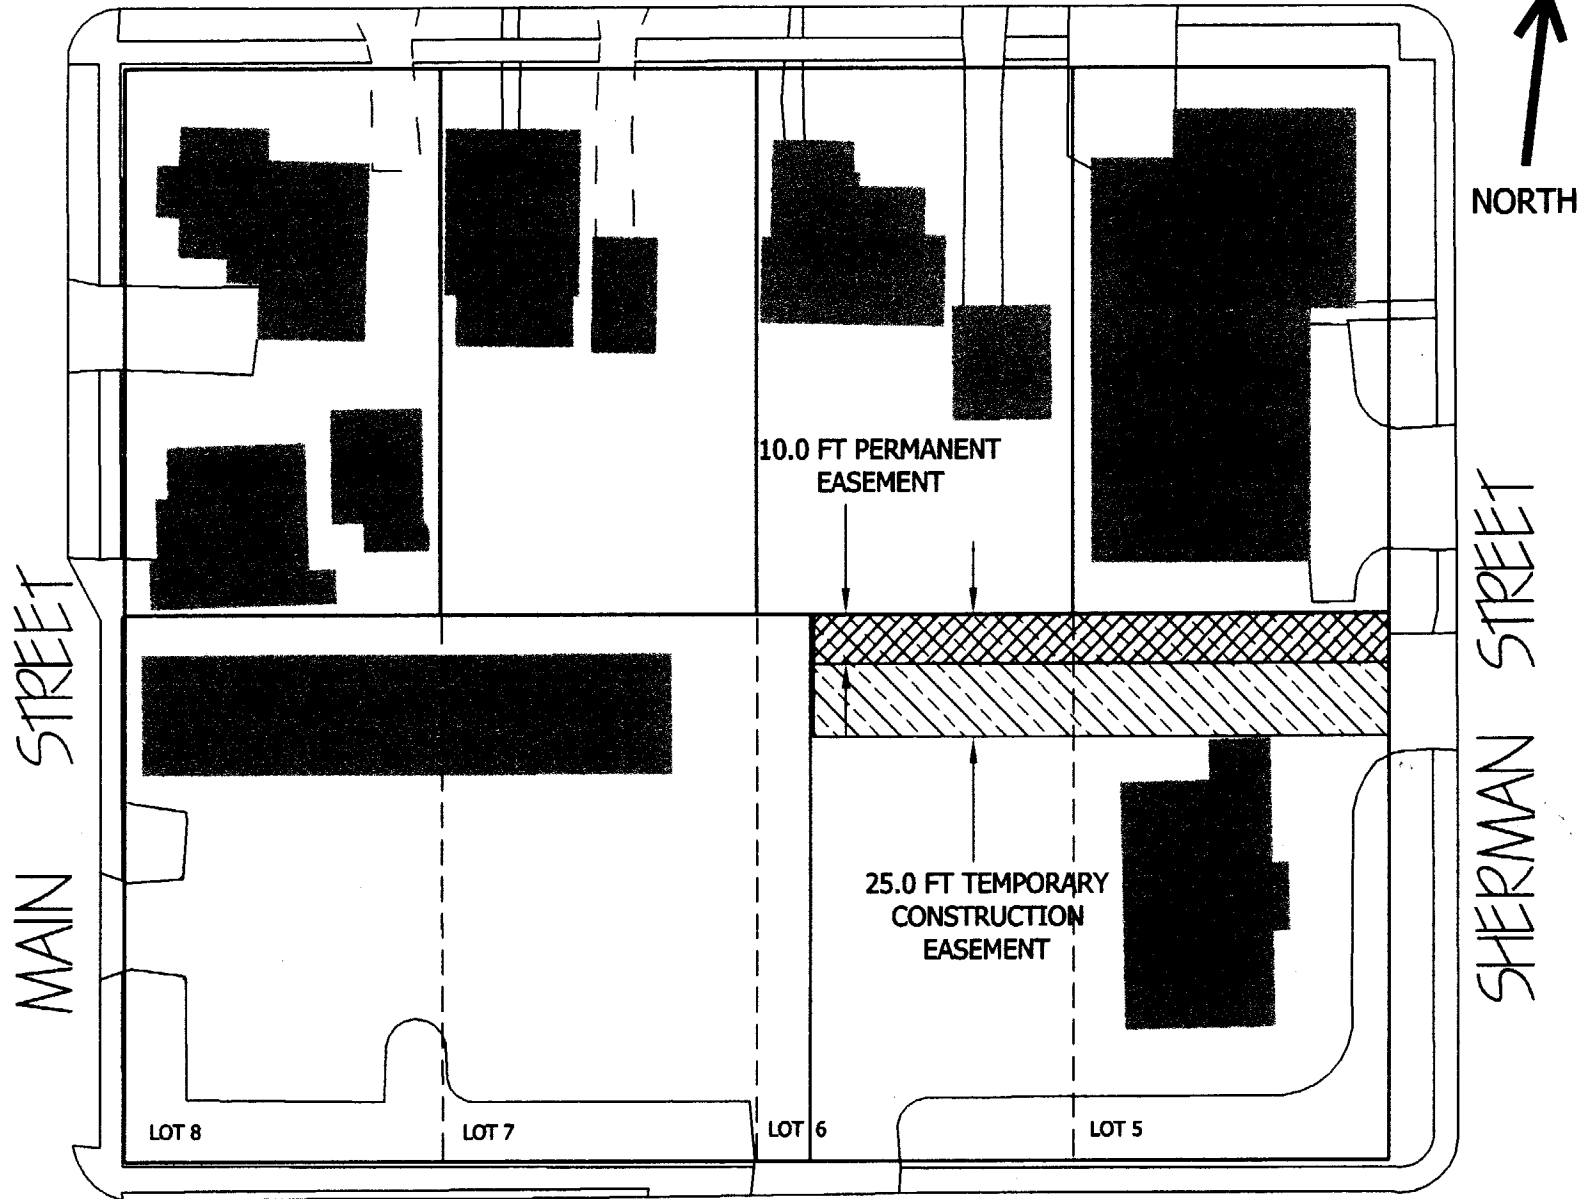 NORTH
10.0 FT PERMANENT
EASEMENT
MAIN STREET
SHERMAN STREET
25.0 FT TEMPORARY
CONSTRUCTION
EASEMENT
LOT 8
LOT 7
LOT 6
LOT 5